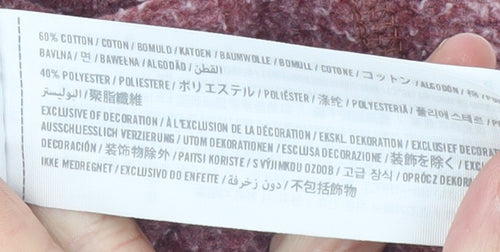 60% COTTON / COTON / BOMULD / KATOEN / BAUMWOLLE / BOMULL / COTONE / コットン / ALGODÓN / 棉 /
BAVLNA / 면 / BAWEŁNA / ALGODÃO / القطن
40% POLYESTER / POLIESTERE / ポリエステル / POLIÉSTER / 涤纶 / POLYESTERIÄ / 폴리에스테르 /
البوليستر / 聚酯纖維
EXCLUSIVE OF DECORATION / À L'EXCLUSION DE LA DÉCORATION / EKSKL. DEKORATION / EXCLUSIEF DECORA
AUSSCHLIESSLICH VERZIERUNG / UTOM DEKORATIONEN / ESCLUSA DECORAZIONE / 装飾を除く / EXCL
DECORACIÓN / 装饰物除外 / PAITSI KORISTE / S VÝJIMKOU OZDOB / 고급 장식 / OPRÓCZ DEKORA
IKKE MEDREGNET / EXCLUSIVO DO ENFEITE / دون زخرفة / 不包括飾物